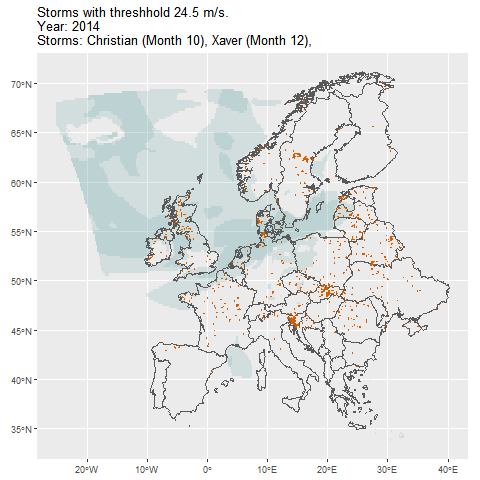 Storms with threshhold 24.5 m/s.
Year: 2014
Storms: Christian (Month 10), Xaver (Month 12),
70°N
65°N
60°N
55°N
50°N
45°N
40°N
35°N
20°W
10°W
0°
10°E
20°E
30°E
40°E